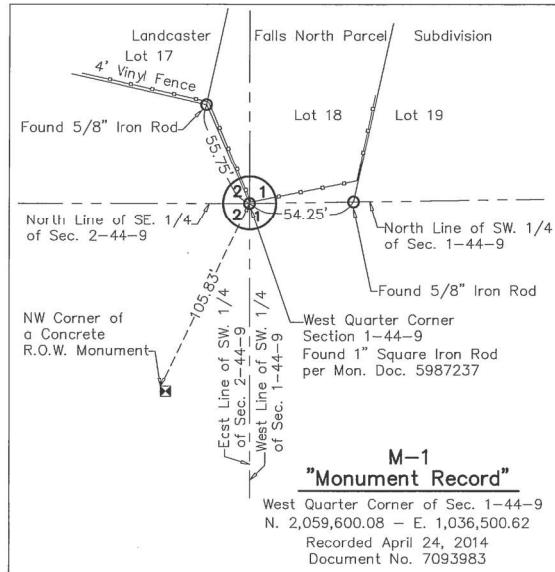 Landcaster
Falls North Parcel
Subdivision
Lot 17
4' Vinyl Fence
Lot 18
Lot 19
Found 5/8" Iron Rod
55.75'
2 1
2 1
54.25'
North Line of SE. 1/4
of Sec. 2-44-9
North Line of SW. 1/4
of Sec. 1-44-9
105.83'
Found 5/8" Iron Rod
NW Corner of
a Concrete
R.O.W. Monument
West Quarter Corner
Section 1-44-9
Found 1" Square Iron Rod
per Mon. Doc. 5987237
East Line of SW. 1/4
of Sec. 2-44-9
West Line of SW. 1/4
of Sec. 1-44-9
M-1
"Monument Record"
West Quarter Corner of Sec. 1-44-9
N. 2,059,600.08 – E. 1,036,500.62
Recorded April 24, 2014
Document No. 7093983